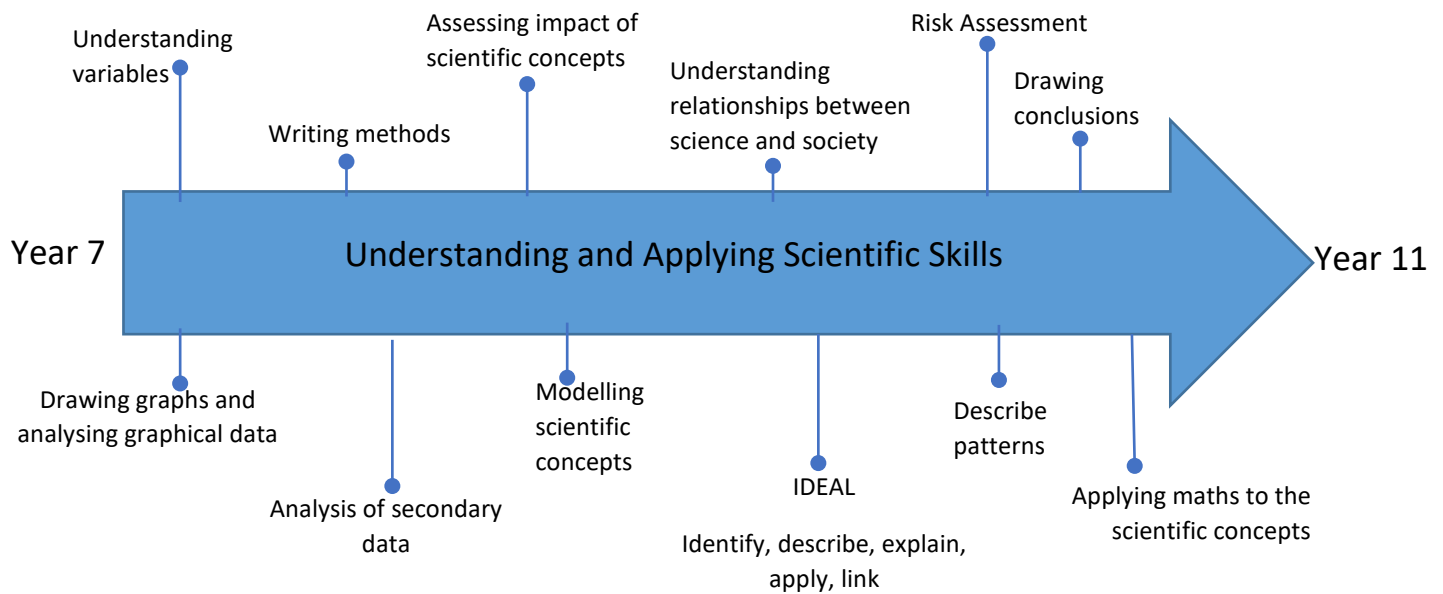 Understanding
variables
Writing methods
Assessing impact of
scientific concepts
Understanding
relationships between
science and society
Risk Assessment
Drawing
conclusions
Year 7
Understanding and Applying Scientific Skills
Year 11
Drawing graphs and
analysing graphical data
Analysis of secondary
data
Modelling
scientific
concepts
IDEAL
Identify, describe, explain,
apply, link
Describe
patterns
Applying maths to the
scientific concepts